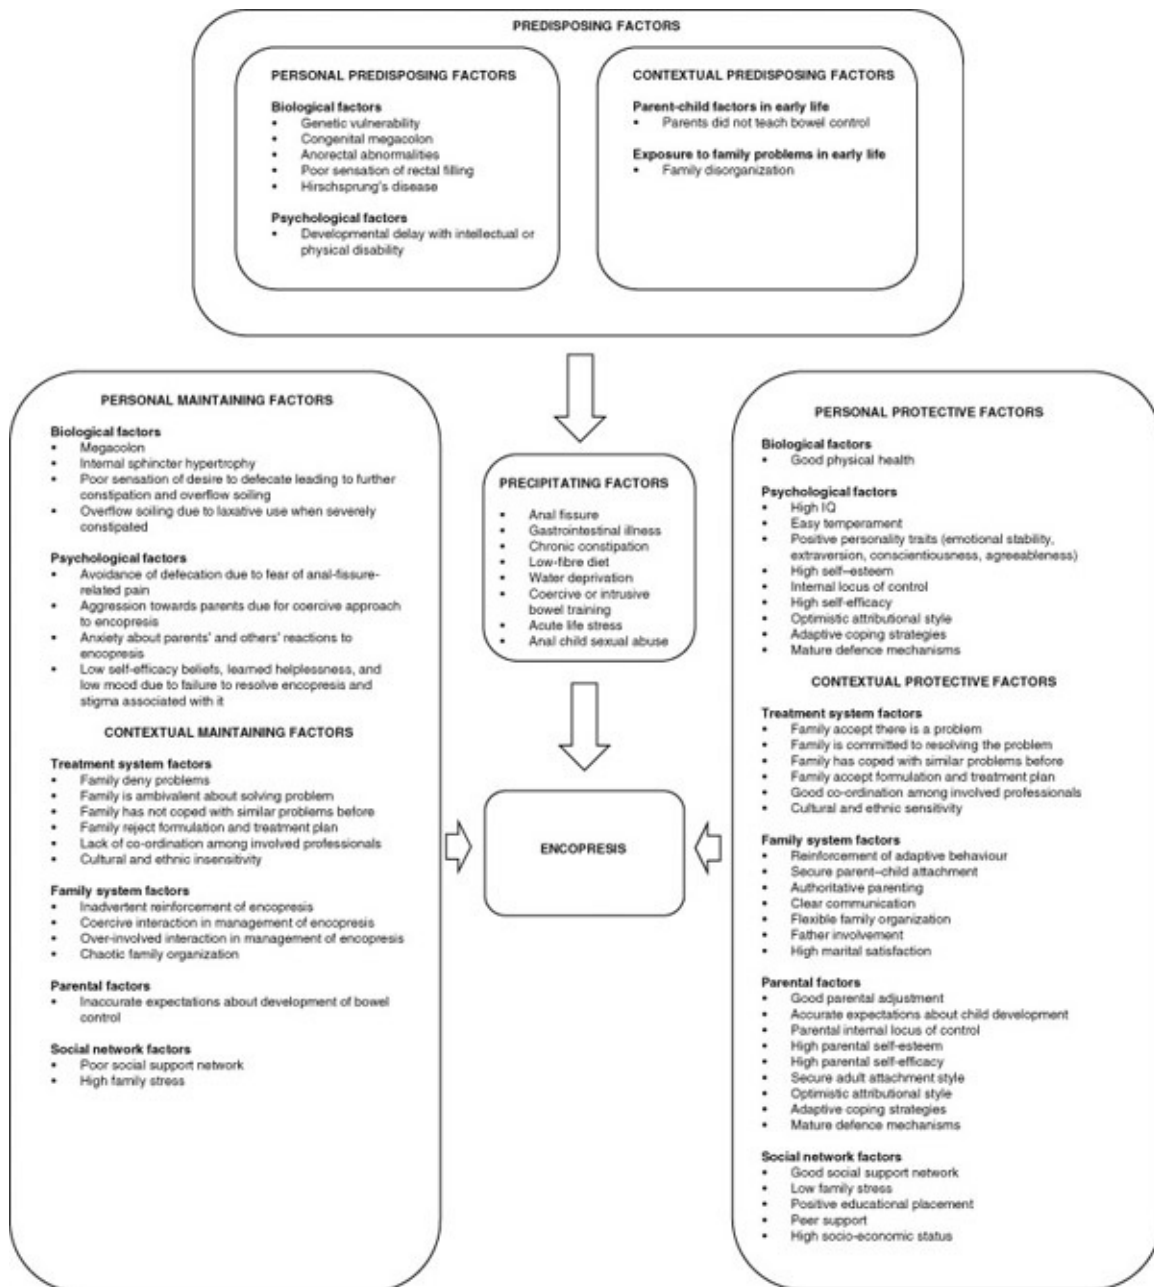 PREDISPOSING FACTORS
PERSONAL PREDISPOSING FACTORS
Biological factors
• Genetic vulnerability
• Congenital megacolon
• Anorectal abnormalities
• Poor sensation of rectal filling
• Hirschsprung's disease
Psychological factors
• Developmental delay with intellectual or
physical disability
CONTEXTUAL PREDISPOSING FACTORS
Parent-child factors in early life
• Parents did not teach bowel control
Exposure to family problems in early life
• Family disorganization
PERSONAL MAINTAINING FACTORS
Biological factors
• Megacolon
• Internal sphincter hypertrophy
• Poor sensation of desire to defecate leading to further
constipation and overflow soiling
• Overflow soiling due to laxative use when severely
constipated
Psychological factors
• Avoidance of defecation due to fear of anal-fissure-
related pain
• Aggression towards parents due for coercive approach
to encopresis
• Anxiety about parents' and others' reactions to
encopresis
• Low self-efficacy beliefs, learned helplessness, and
low mood due to failure to resolve encopresis and
stigma associated with it
CONTEXTUAL MAINTAINING FACTORS
Treatment system factors
• Family deny problems
• Family is ambivalent about solving problem
• Family has not coped with similar problems before
• Family reject formulation and treatment plan
• Lack of co-ordination among involved professionals
• Cultural and ethnic insensitivity
Family system factors
• Inadvertent reinforcement of encopresis
• Coercive interaction in management of encopresis
• Over-involved interaction in management of encopresis
• Chaotic family organization
Parental factors
• Inaccurate expectations about development of bowel
control
Social network factors
• Poor social support network
• High family stress
PRECIPITATING FACTORS
• Anal fissure
• Gastrointestinal illness
• Chronic constipation
• Low-fibre diet
• Water deprivation
• Coercive or intrusive
bowel training
• Acute life stress
• Anal child sexual abuse
ENCOPRESIS
PERSONAL PROTECTIVE FACTORS
Biological factors
• Good physical health
Psychological factors
• High IQ
• Easy temperament
• Positive personality traits (emotional stability,
extraversion, conscientiousness, agreeableness)
• High self–esteem
• Internal locus of control
• High self-efficacy
• Optimistic attributional style
• Adaptive coping strategies
• Mature defence mechanisms
CONTEXTUAL PROTECTIVE FACTORS
Treatment system factors
• Family accept there is a problem
• Family is committed to resolving the problem
• Family has coped with similar problems before
• Family accept formulation and treatment plan
• Good co-ordination among involved professionals
• Cultural and ethnic sensitivity
Family system factors
• Reinforcement of adaptive behaviour
• Secure parent–child attachment
• Authoritative parenting
• Clear communication
• Flexible family organization
• Father involvement
• High marital satisfaction
Parental factors
• Good parental adjustment
• Accurate expectations about child development
• Parental internal locus of control
• High parental self-esteem
• High parental self-efficacy
• Secure adult attachment style
• Optimistic attributional style
• Adaptive coping strategies
• Mature defence mechanisms
Social network factors
• Good social support network
• Low family stress
• Positive educational placement
• Peer support
• High socio-economic status